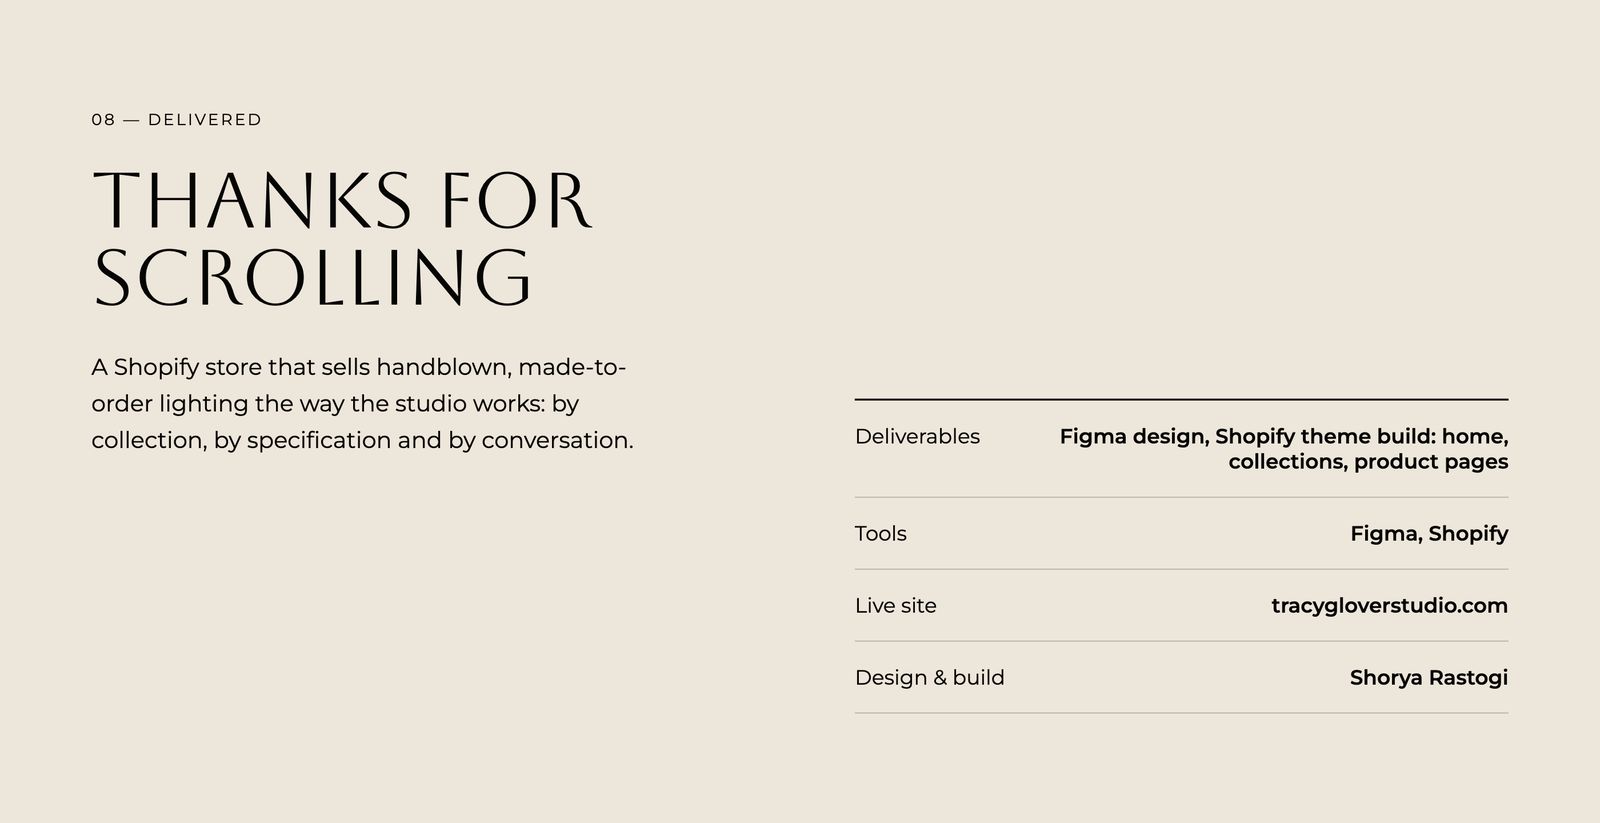 08 — DELIVERED
THANKS FOR
SCROLLING
A Shopify store that sells handblown, made-to-
order lighting the way the studio works: by
collection, by specification and by conversation.
Deliverables
Figma design, Shopify theme build: home,
collections, product pages
Tools
Figma, Shopify
Live site
tracygloverstudio.com
Design & build
Shorya Rastogi